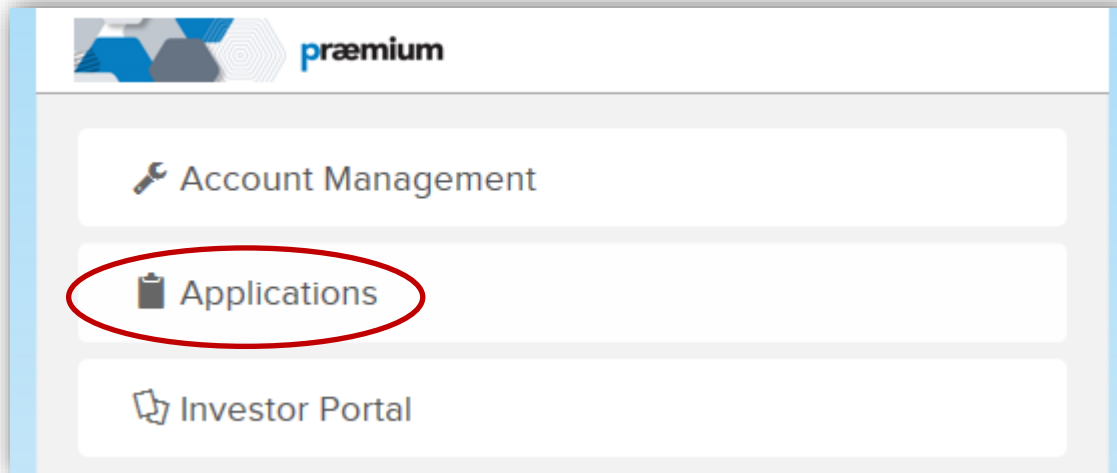 præmium
Account Management
Applications
Investor Portal